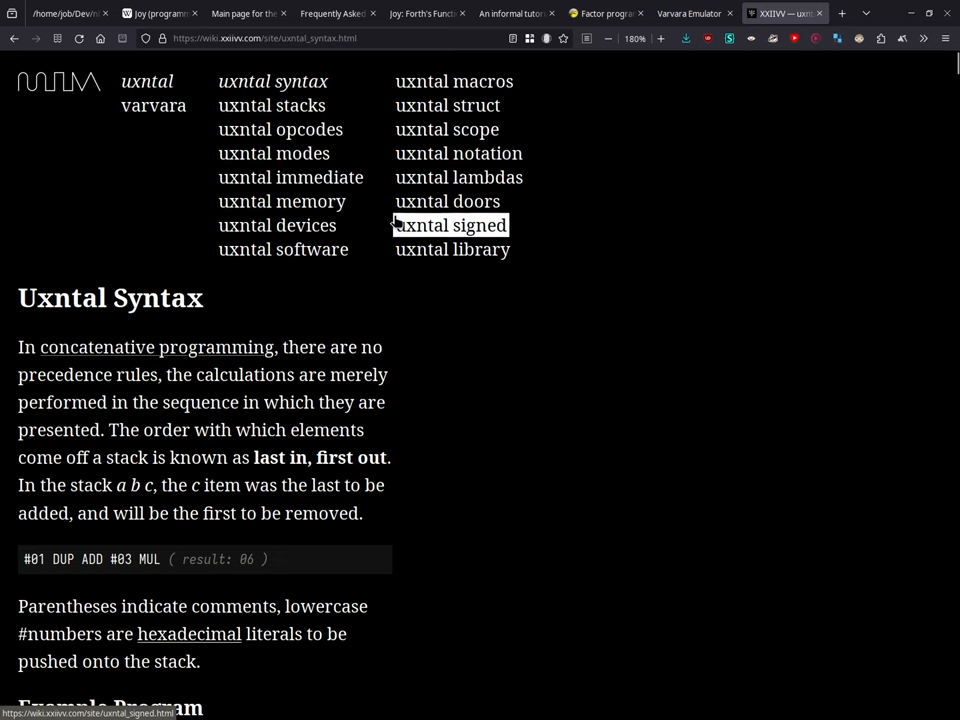 /home/job/Dev/nl
Joy (programm
Main page for the
Frequently Asked
Joy: Forth's Functi
An informal tutori
Factor program
Varvara Emulator
XXIIVV — uxnt
https://wiki.xxiivv.com/site/uxntal_syntax.html
180%
uxntal
varvara
uxntal syntax
uxntal stacks
uxntal opcodes
uxntal modes
uxntal immediate
uxntal memory
uxntal devices
uxntal software
uxntal macros
uxntal struct
uxntal scope
uxntal notation
uxntal lambdas
uxntal doors
uxntal signed
uxntal library
Uxntal Syntax
In concatenative programming, there are no
precedence rules, the calculations are merely
performed in the sequence in which they are
presented. The order with which elements
come off a stack is known as last in, first out.
In the stack a b c, the c item was the last to be
added, and will be the first to be removed.
#01 DUP ADD #03 MUL ( result: 06 )
Parentheses indicate comments, lowercase
#numbers are hexadecimal literals to be
pushed onto the stack.
Example Program
https://wiki.xxiivv.com/site/uxntal_signed.html